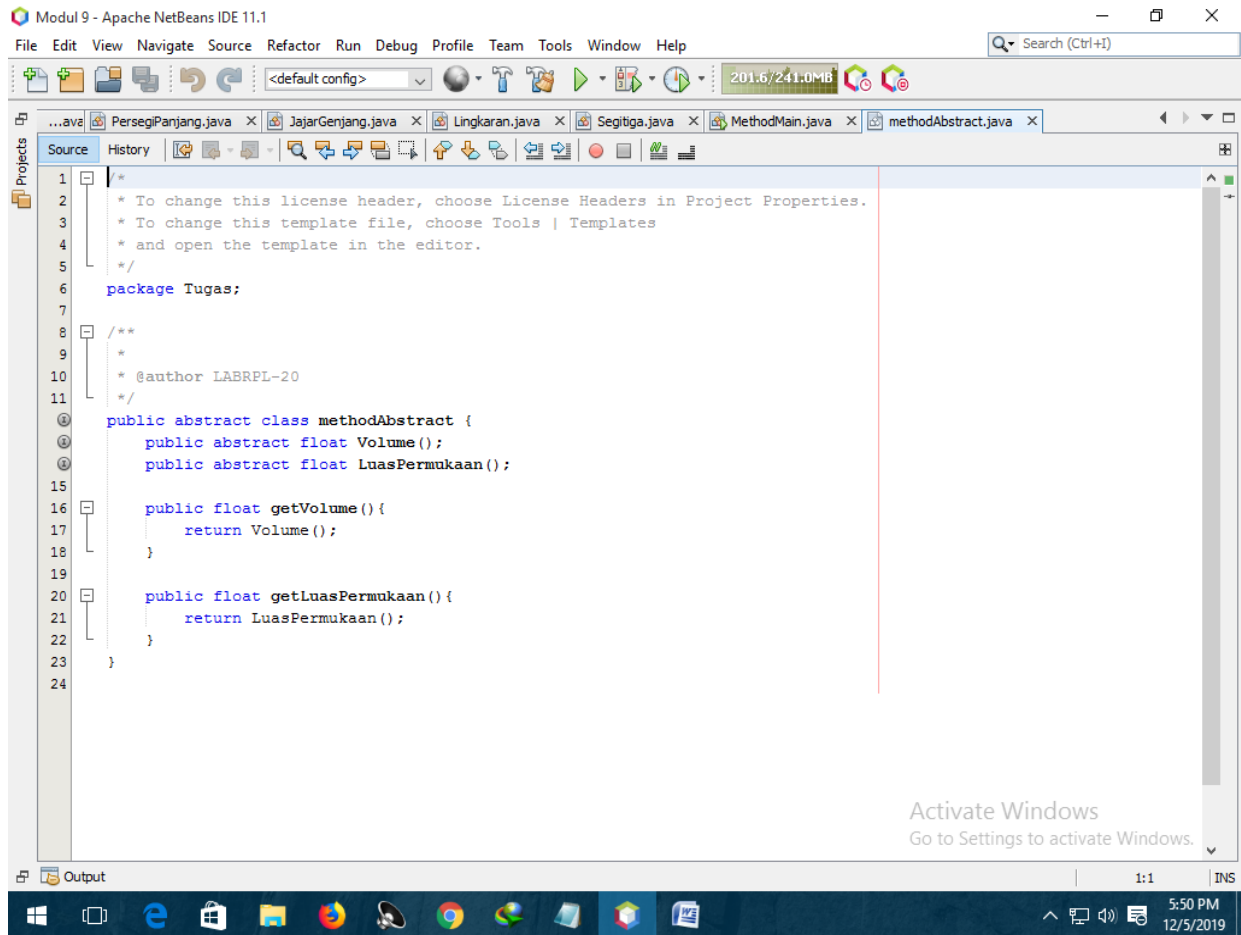 Modul 9 - Apache NetBeans IDE 11.1
File Edit View Navigate Source Refactor Run Debug Profile Team Tools Window Help
Search (Ctrl+I)
<default config>
201.6/241.0MB
...ava PersegiPanjang.java JajarGenjang.java Lingkaran.java Segitiga.java MethodMain.java methodAbstract.java
Source History
Projects
1 /*
2 * To change this license header, choose License Headers in Project Properties.
3 * To change this template file, choose Tools | Templates
4 * and open the template in the editor.
5 */
6 package Tugas;
7
8 /**
9 *
10 * @author LABRPL-20
11 */
public abstract class methodAbstract {
public abstract float Volume();
public abstract float LuasPermukaan();
15
16 public float getVolume(){
17 return Volume();
18 }
19
20 public float getLuasPermukaan(){
21 return LuasPermukaan();
22 }
23 }
24
Activate Windows
Go to Settings to activate Windows.
Output
1:1 INS
5:50 PM
12/5/2019